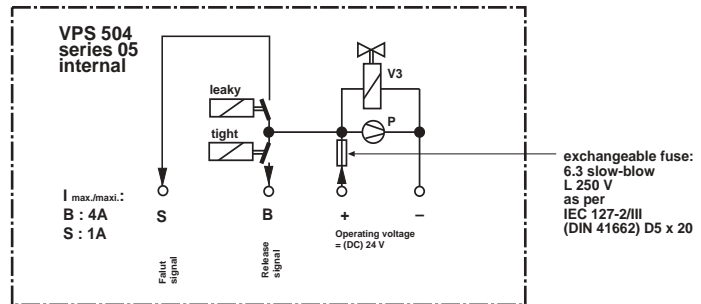 VPS 504
series 05
internal
leaky
tight
V3
P
I max./maxi.:
B : 4A
S : 1A
S
B
+
–
Operating voltage
= (DC) 24 V
Falut
signal
Release
signal
exchangeable fuse:
6.3 slow-blow
L 250 V
as per
IEC 127-2/III
(DIN 41662) D5 x 20